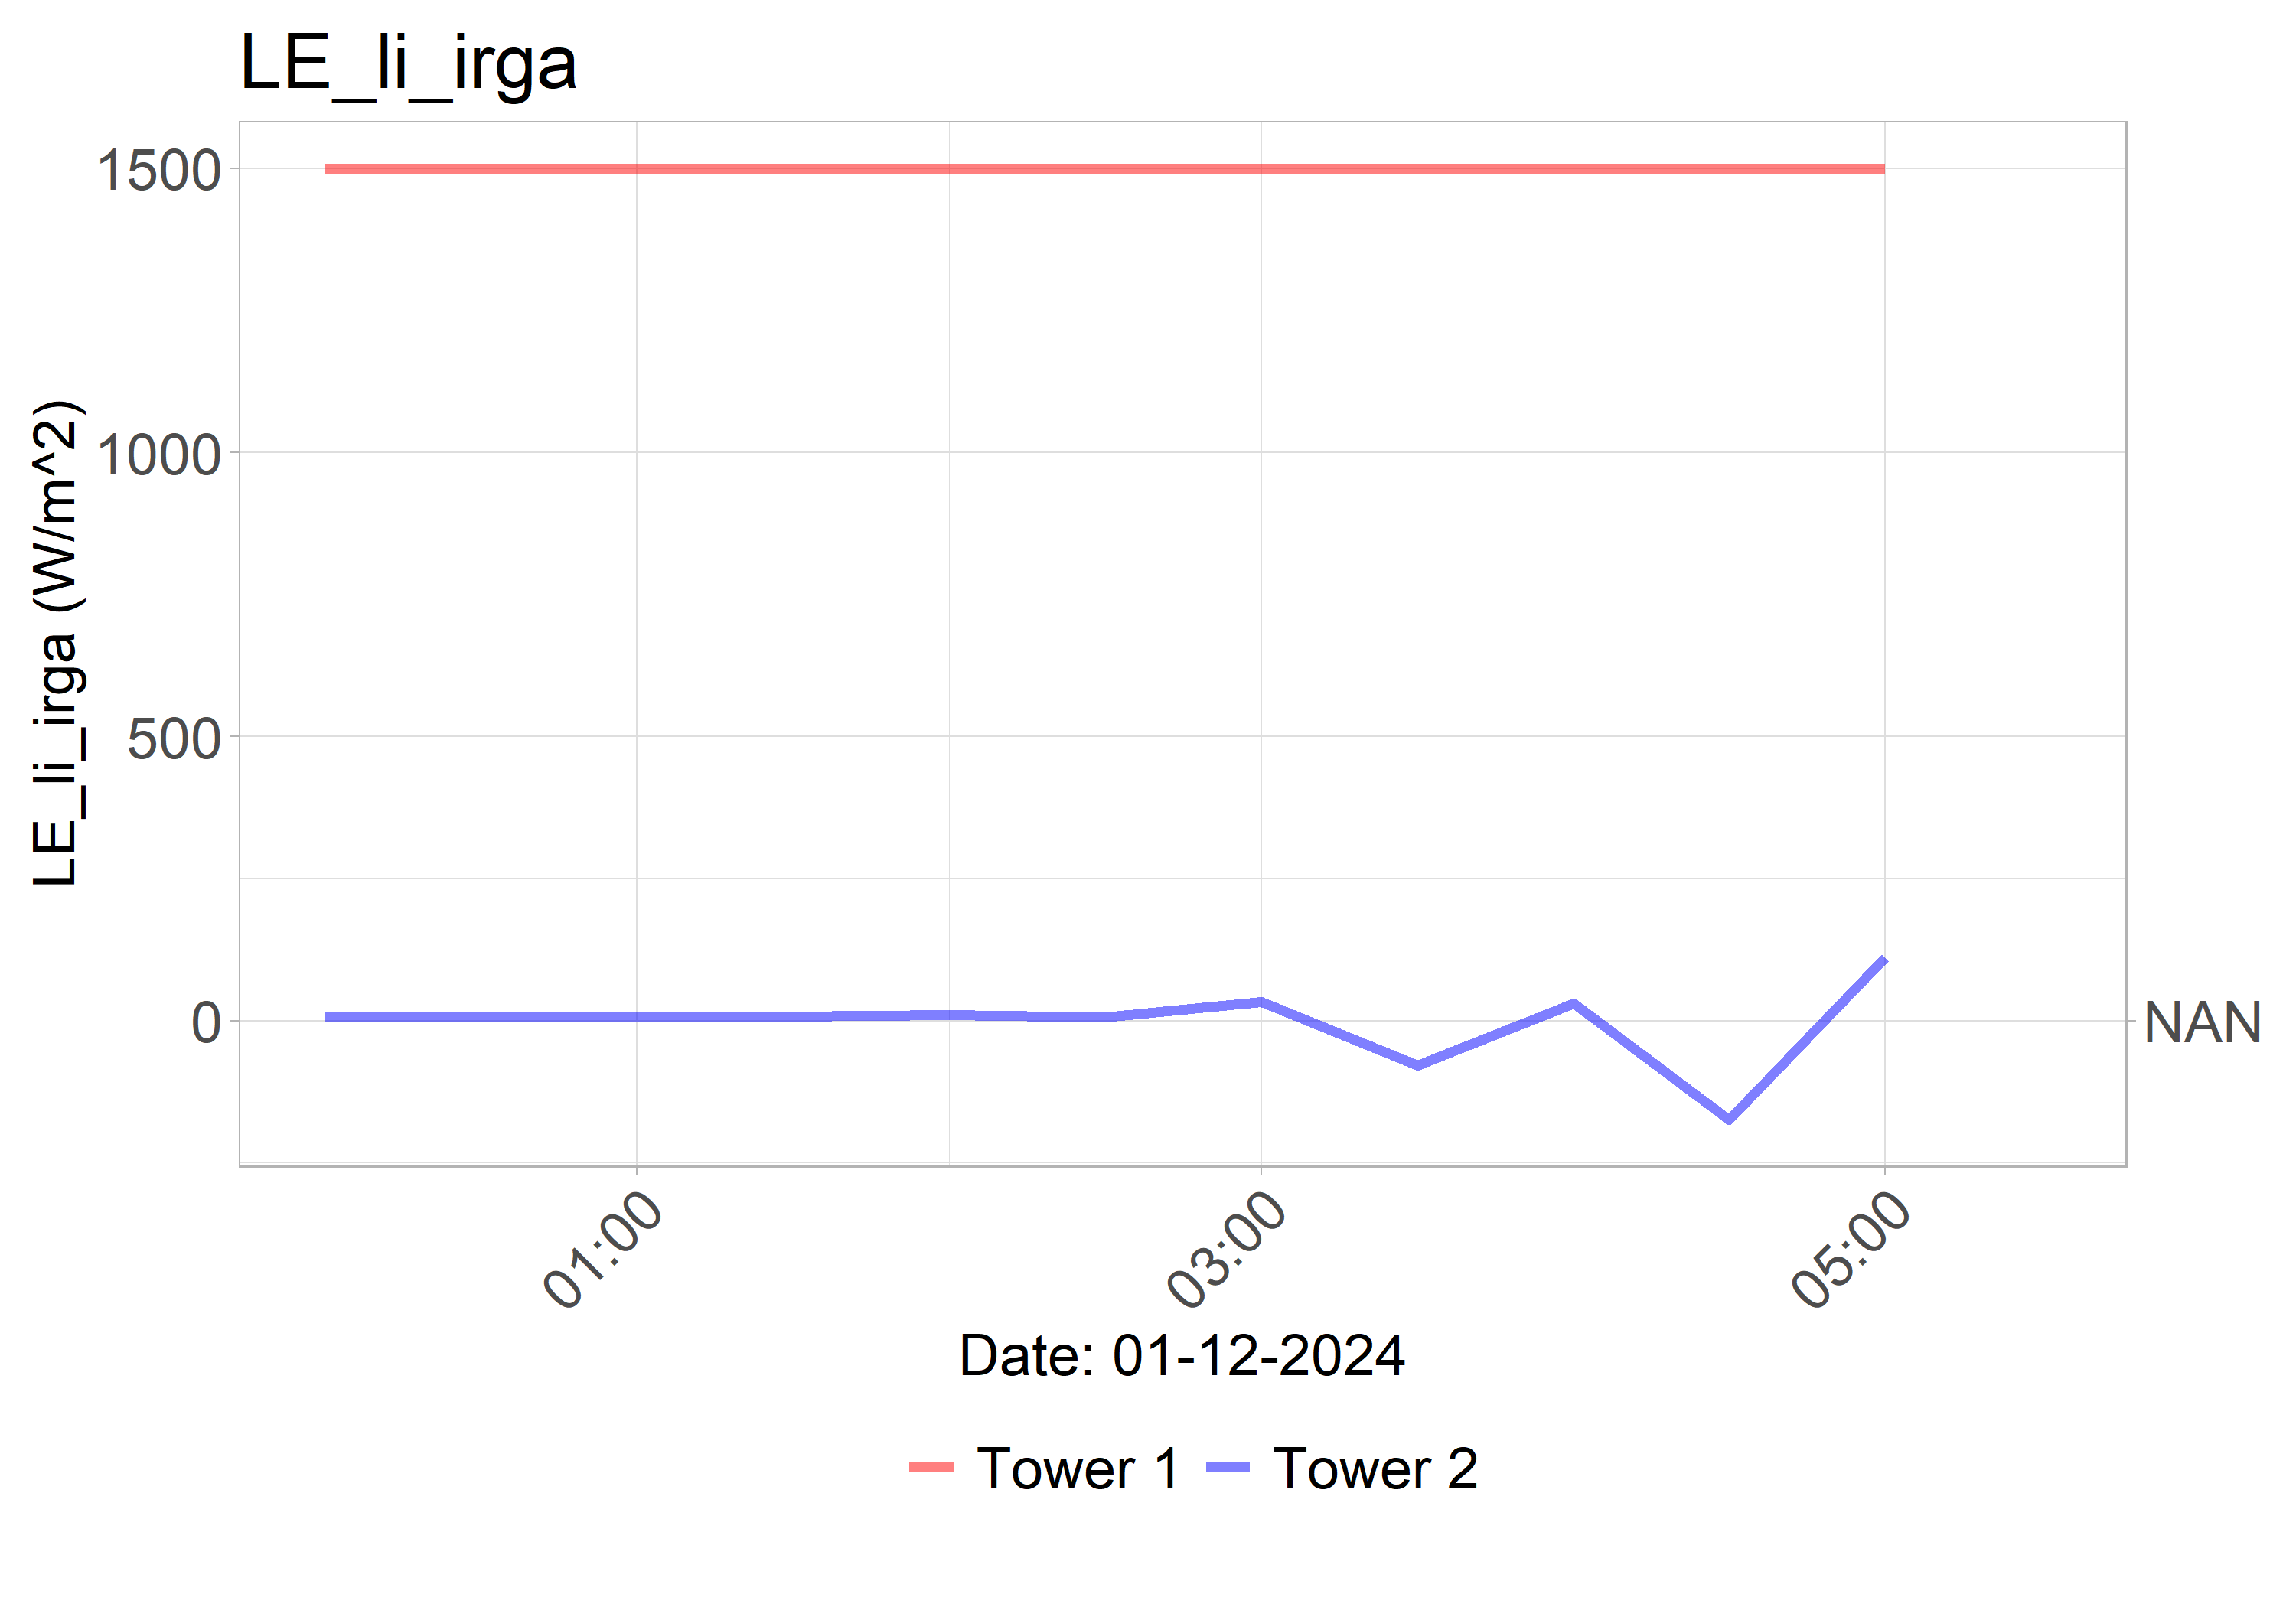 LE_li_irga
LE_li_irga (W/m^2)
1500
1000
500
0
NAN
01:00
03:00
05:00
Date: 01-12-2024
Tower 1
Tower 2